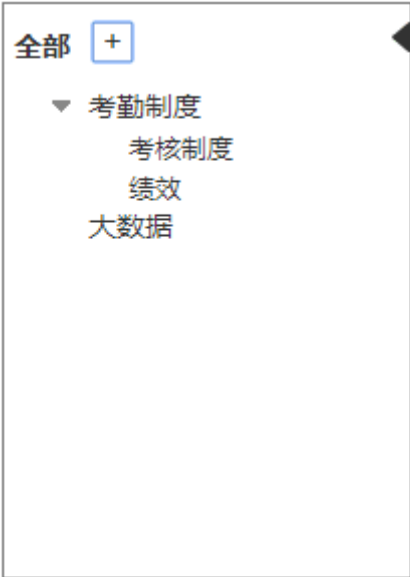 全部 +
考勤制度
考核制度
绩效
大数据